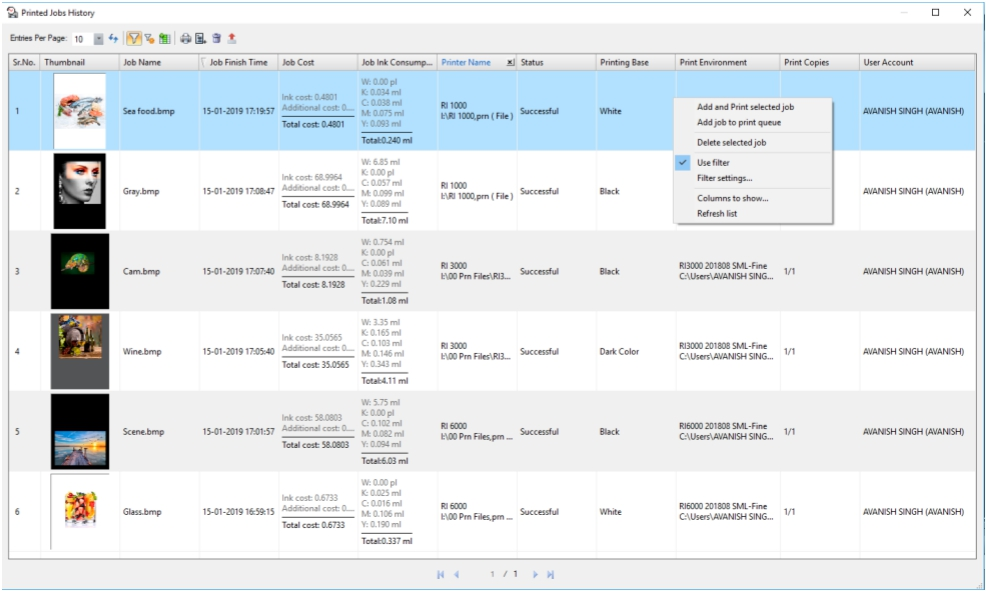 Printed Jobs History
Entries Per Page: 10
Sr.No. Thumbnail Job Name Job Finish Time Job Cost Job Ink Consump... Printer Name Status Printing Base Print Environment Print Copies User Account
1 Sea food.bmp 15-01-2019 17:19:57
Ink cost: 0.4801
Additional cost: 0....
Total cost: 0.4801
W: 0.00 pl
K: 0.034 ml
C: 0.038 ml
M: 0.075 ml
Y: 0.093 ml
Total:0.240 ml
RI 1000
I:\RI 1000,prn ( File )
Successful White AVANISH SINGH (AVANISH)
Add and Print selected job
Add job to print queue
Delete selected job
Use filter
Filter settings...
Columns to show...
Refresh list
2 Gray.bmp 15-01-2019 17:08:47
Ink cost: 68.9964
Additional cost: 0....
Total cost: 68.9964
W: 6.85 ml
K: 0.00 pl
C: 0.057 ml
M: 0.099 ml
Y: 0.089 ml
Total:7.10 ml
RI 1000
I:\RI 1000,prn ( File )
Successful Black AVANISH SINGH (AVANISH)
3 Cam.bmp 15-01-2019 17:07:40
Ink cost: 8.1928
Additional cost: 0....
Total cost: 8.1928
W: 0.754 ml
K: 0.00 pl
C: 0.061 ml
M: 0.039 ml
Y: 0.229 ml
Total:1.08 ml
RI 3000
I:\00 Prn Files\RI3...
Successful Black
RI3000 201808 SML-Fine
C:\Users\AVANISH SING...
1/1 AVANISH SINGH (AVANISH)
4 Wine.bmp 15-01-2019 17:05:40
Ink cost: 35.0565
Additional cost: 0....
Total cost: 35.0565
W: 3.35 ml
K: 0.165 ml
C: 0.103 ml
M: 0.146 ml
Y: 0.343 ml
Total:4.11 ml
RI 3000
I:\00 Prn Files\RI3...
Successful Dark Color
RI3000 201808 SML-Fine
C:\Users\AVANISH SING...
1/1 AVANISH SINGH (AVANISH)
5 Scene.bmp 15-01-2019 17:01:57
Ink cost: 58.0803
Additional cost: 0....
Total cost: 58.0803
W: 5.75 ml
K: 0.00 pl
C: 0.102 ml
M: 0.082 ml
Y: 0.094 ml
Total:6.03 ml
RI 6000
I:\00 Prn Files,prn ...
Successful Black
RI6000 201808 SML-Fine
C:\Users\AVANISH SING...
1/1 AVANISH SINGH (AVANISH)
6 Glass.bmp 15-01-2019 16:59:15
Ink cost: 0.6733
Additional cost: 0....
Total cost: 0.6733
W: 0.00 pl
K: 0.025 ml
C: 0.016 ml
M: 0.106 ml
Y: 0.190 ml
Total:0.337 ml
RI 6000
I:\00 Prn Files,prn ...
Successful White
RI6000 201808 SML-Fine
C:\Users\AVANISH SING...
1/1 AVANISH SINGH (AVANISH)
1 / 1